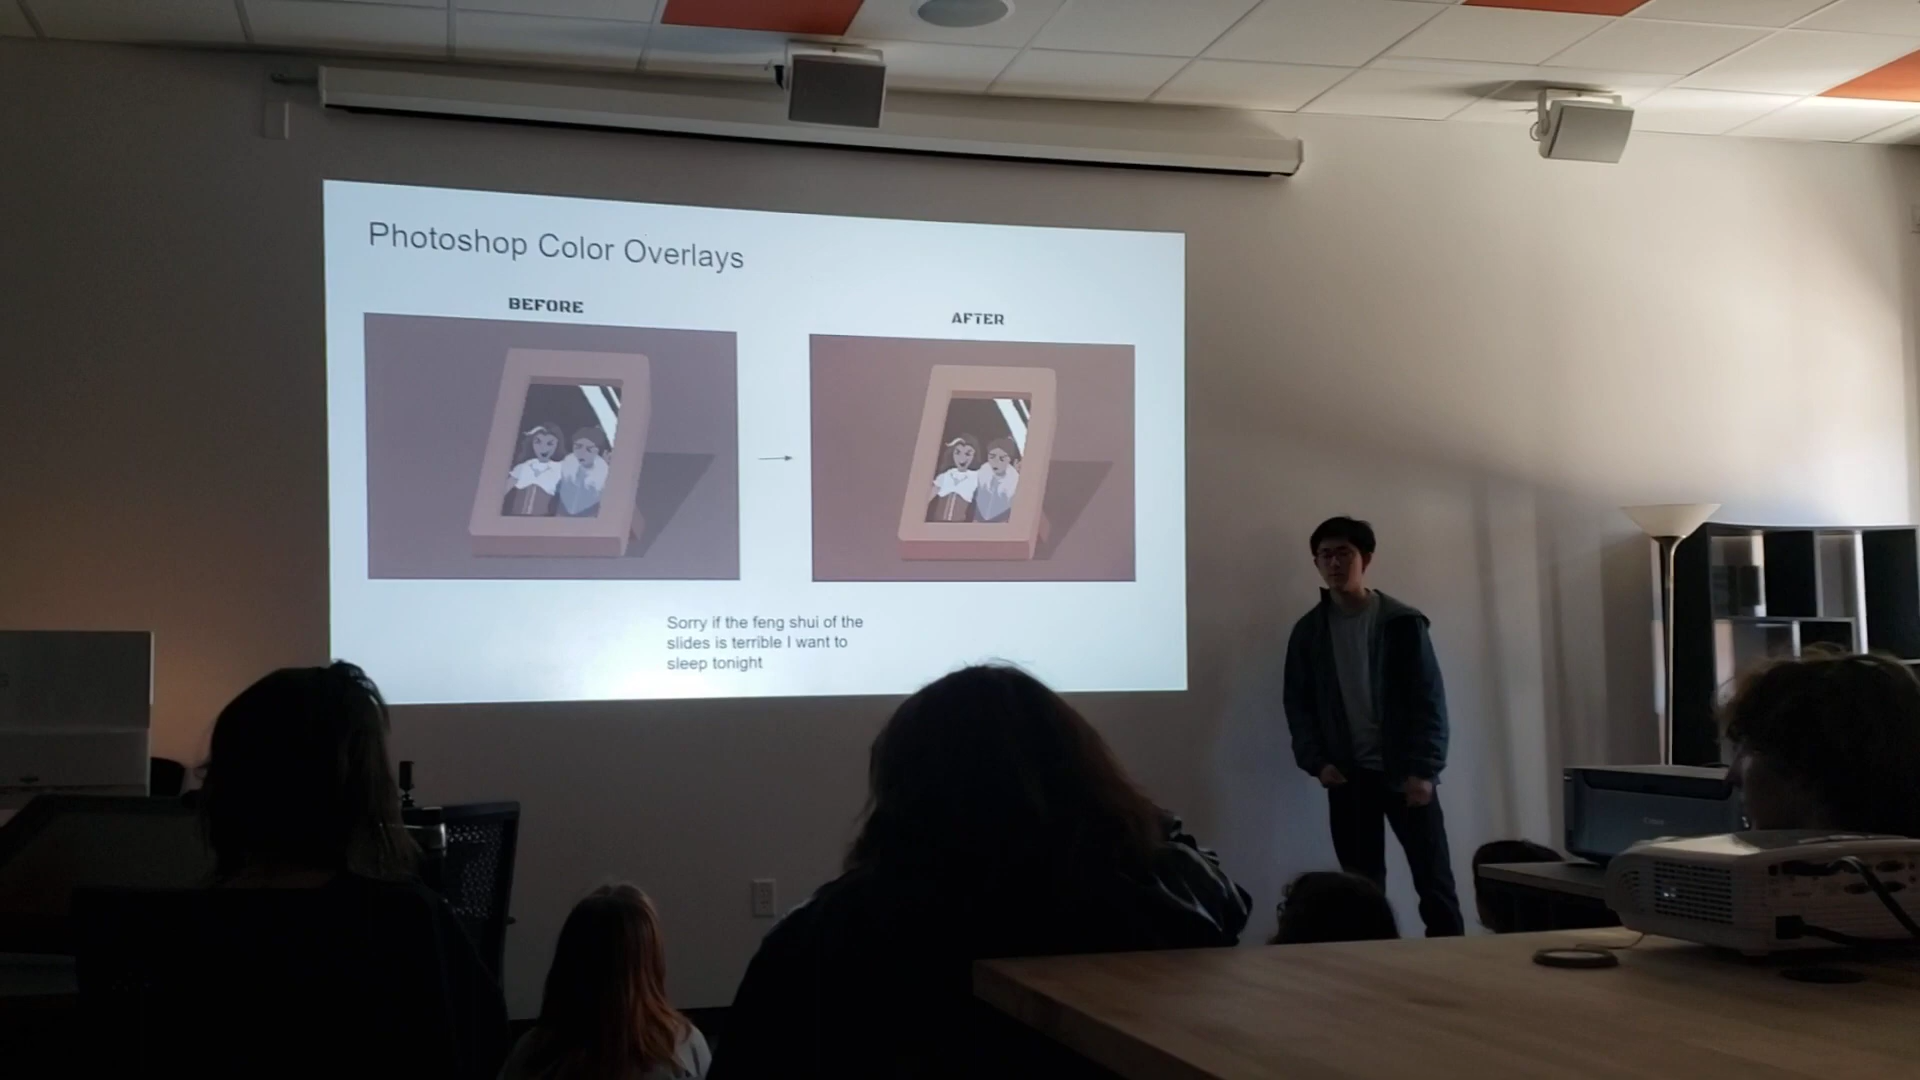 Photoshop Color Overlays
BEFORE
AFTER
Sorry if the feng shui of the
slides is terrible I want to
sleep tonight
Canon